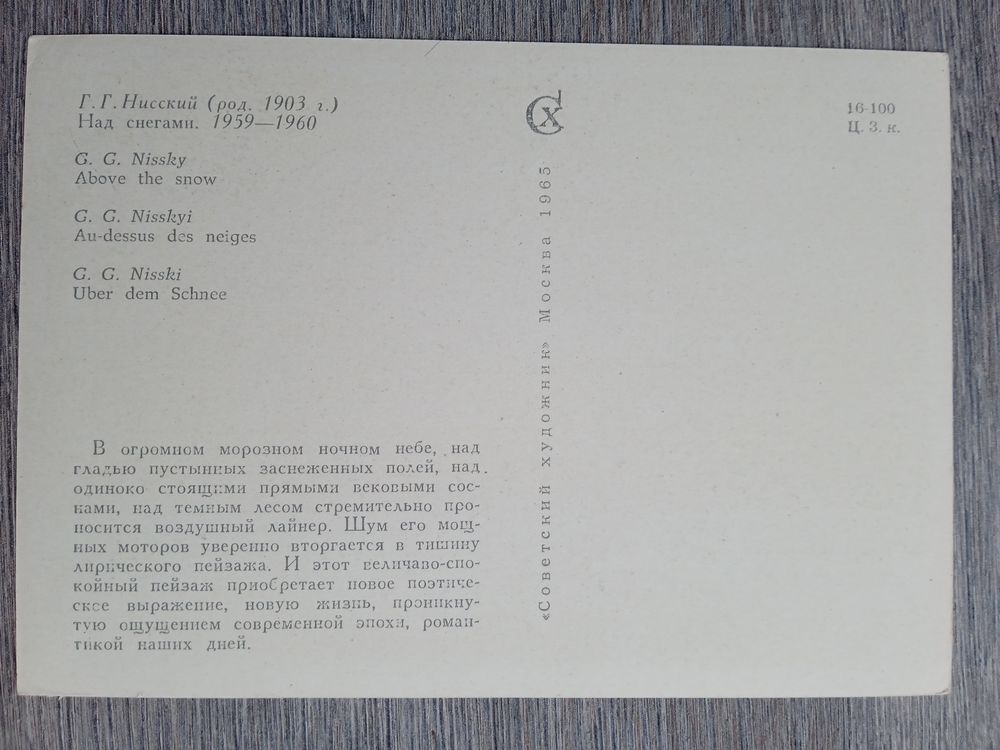 Г. Г. Нисский (род. 1903 г.)
Над снегами. 1959—1960
G. G. Nissky
Above the snow
G. G. Nisskyi
Au-dessus des neiges
G. G. Nisski
Uber dem Schnee
В огромном морозном ночном небе, над
гладью пустынных заснеженных полей, над
одиноко стоящими прямыми вековыми сос-
нами, над темным лесом стремительно про-
носится воздушный лайнер. Шум его мощ-
ных моторов уверенно вторгается в тишину
лирического пейзажа. И этот величаво-спо-
койный пейзаж приобретает новое поэтиче-
ское выражение, новую жизнь, проникну-
тую ощущением современной эпохи, роман-
тикой наших дней.
СХ
«Советский художник» Москва 1965
16-100
Ц. 3. к.